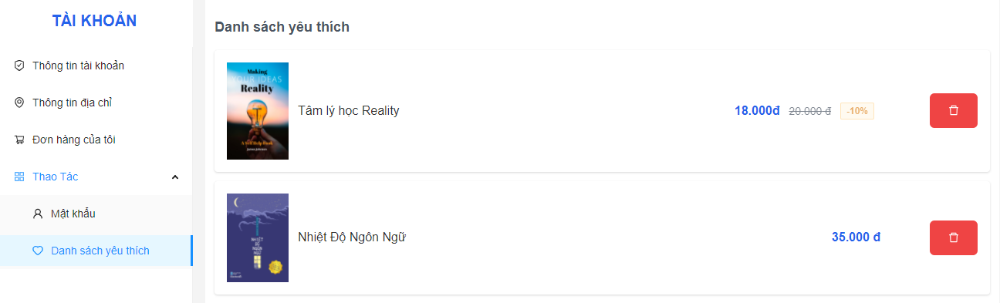 TÀI KHOẢN
Thông tin tài khoản
Thông tin địa chỉ
Đơn hàng của tôi
Thao Tác
Mật khẩu
Danh sách yêu thích
Danh sách yêu thích
Making
YOUR IDEAS
Reality
A Self Help Book
Tâm lý học Reality
18.000đ 20.000 đ -10%
NHIỆT
ĐỘ
NGÔN
NGỮ
Nhiệt Độ Ngôn Ngữ
35.000 đ